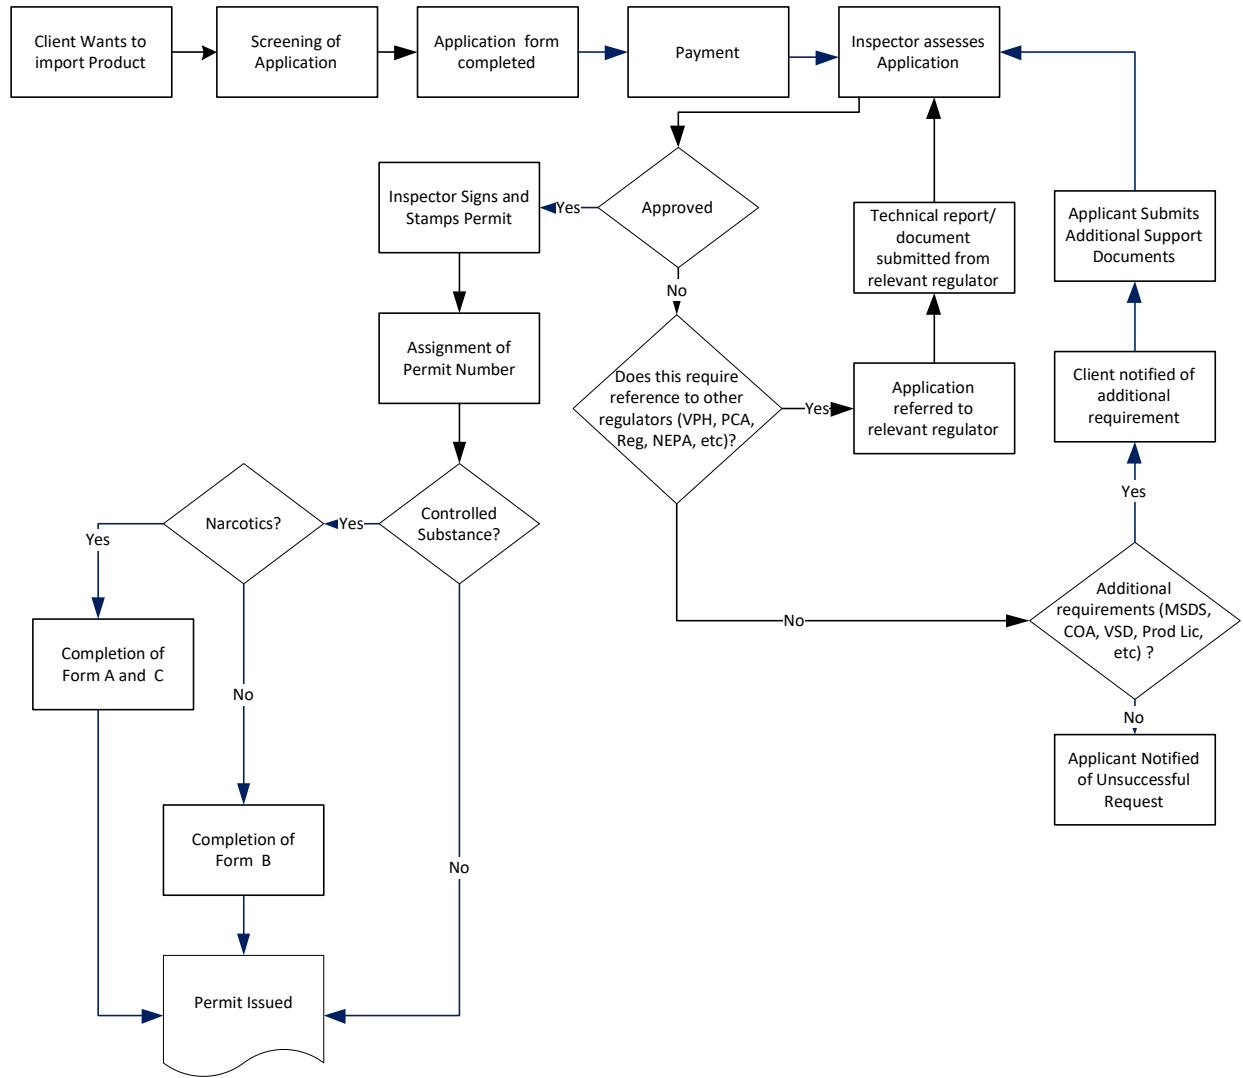 Client Wants to
import Product
Screening of
Application
Application form
completed
Payment
Inspector assesses
Application
Inspector Signs and
Stamps Permit
Yes
Approved
Technical report/
document
submitted from
relevant regulator
Applicant Submits
Additional Support
Documents
No
Assignment of
Permit Number
Does this require
reference to other
regulators (VPH, PCA,
Reg, NEPA, etc)?
Yes
Application
referred to
relevant regulator
Client notified of
additional
requirement
Yes
Narcotics?
Yes
Controlled
Substance?
Yes
Additional
requirements (MSDS,
COA, VSD, Prod Lic,
etc) ?
No
Completion of
Form A and C
No
No
Applicant Notified
of Unsuccessful
Request
Completion of
Form B
No
Permit Issued